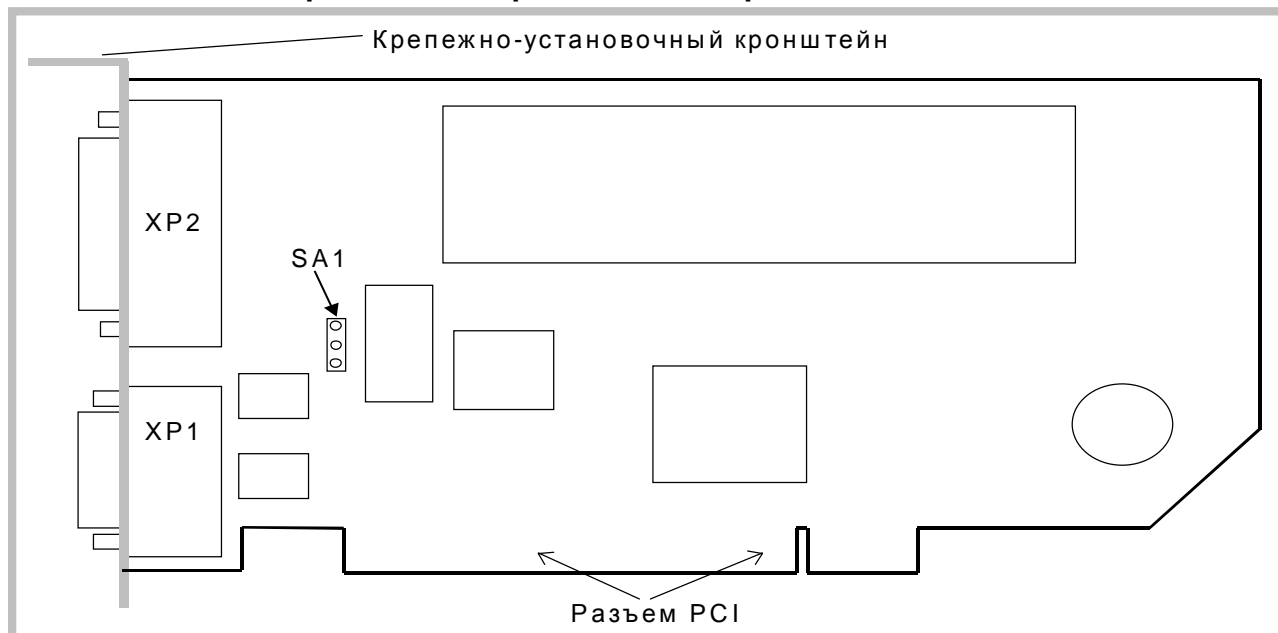 Крепежно-установочный кронштейн
XP2
SA1
XP1
Разъем PCI